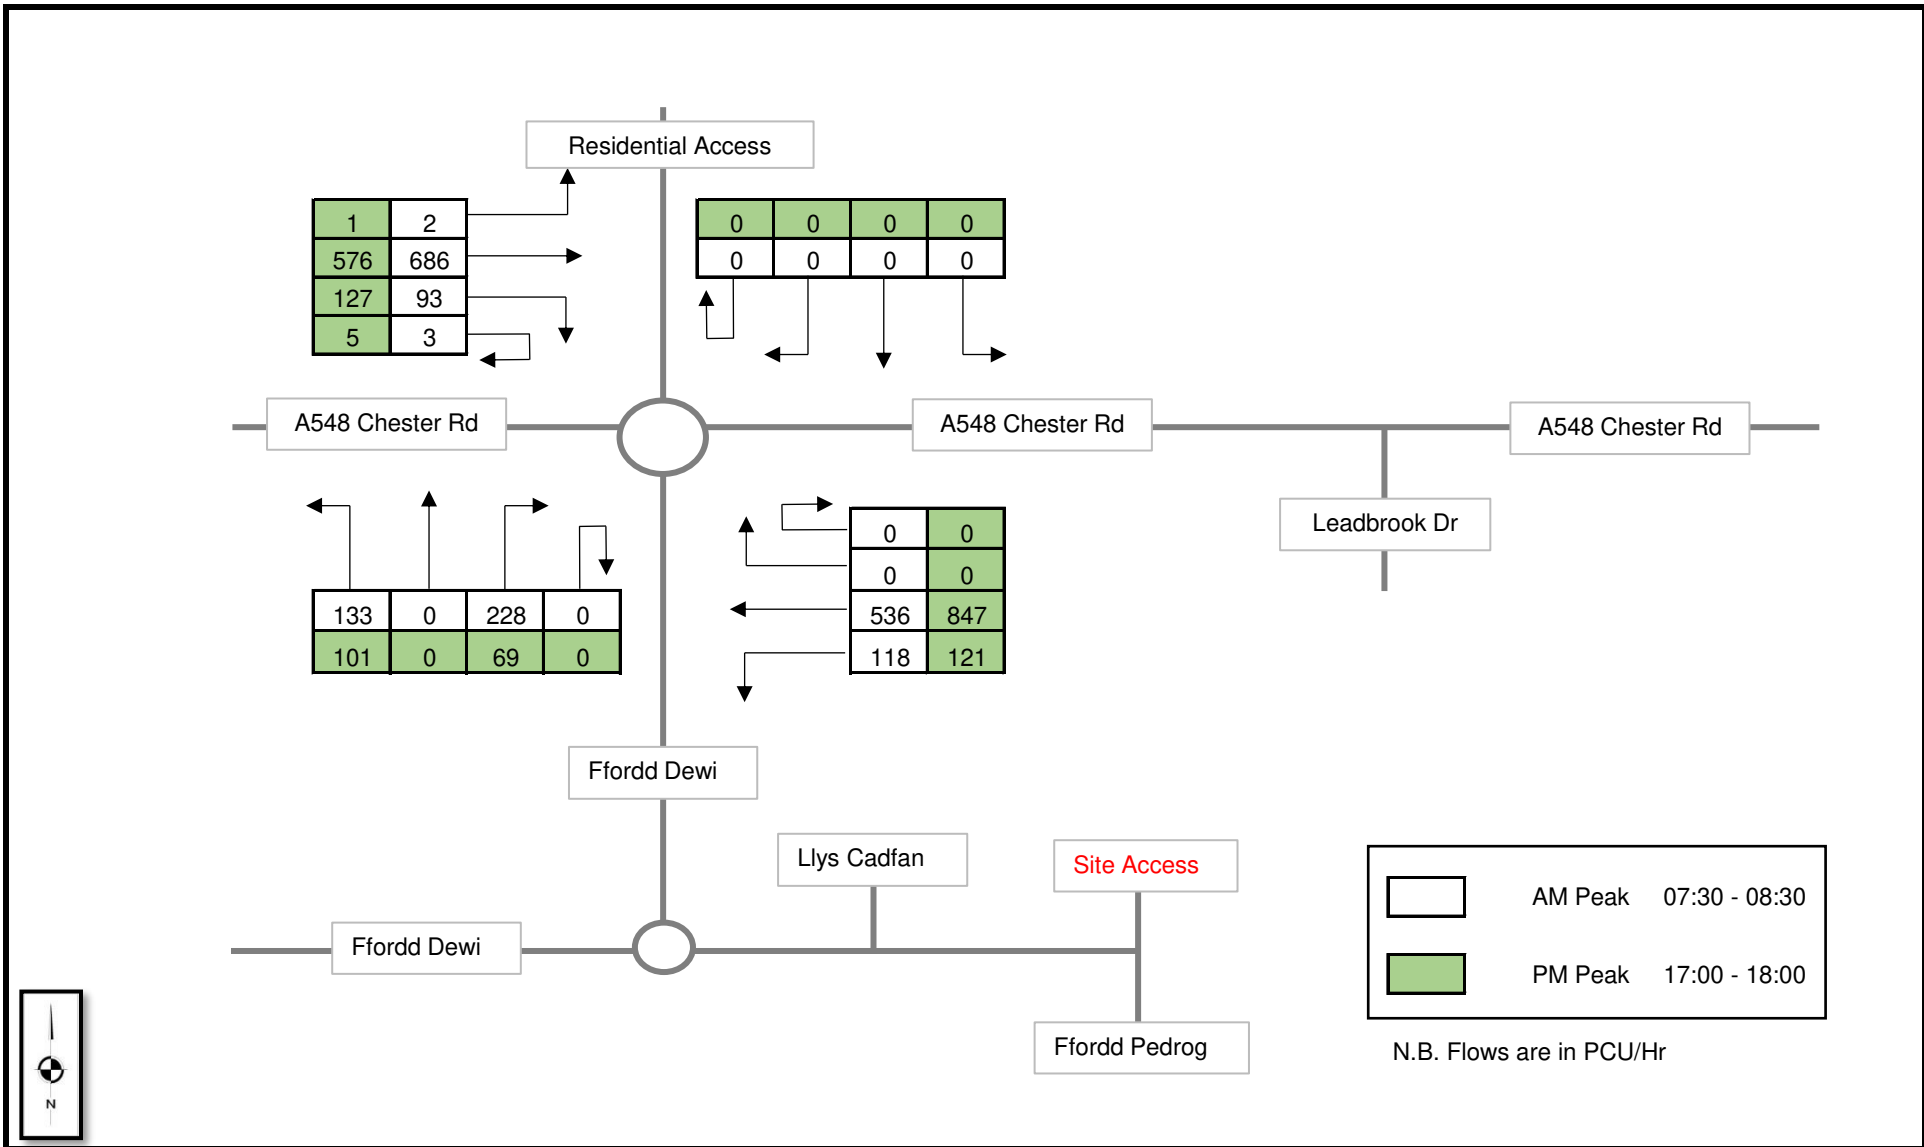 Residential Access
1 2
576 686
127 93
5 3
0 0 0 0
0 0 0 0
A548 Chester Rd
A548 Chester Rd
A548 Chester Rd
Leadbrook Dr
133 0 228 0
101 0 69 0
0 0
0 0
536 847
118 121
Ffordd Dewi
Llys Cadfan
Site Access
Ffordd Dewi
Ffordd Pedrog
AM Peak 07:30 - 08:30
PM Peak 17:00 - 18:00
N.B. Flows are in PCU/Hr
N